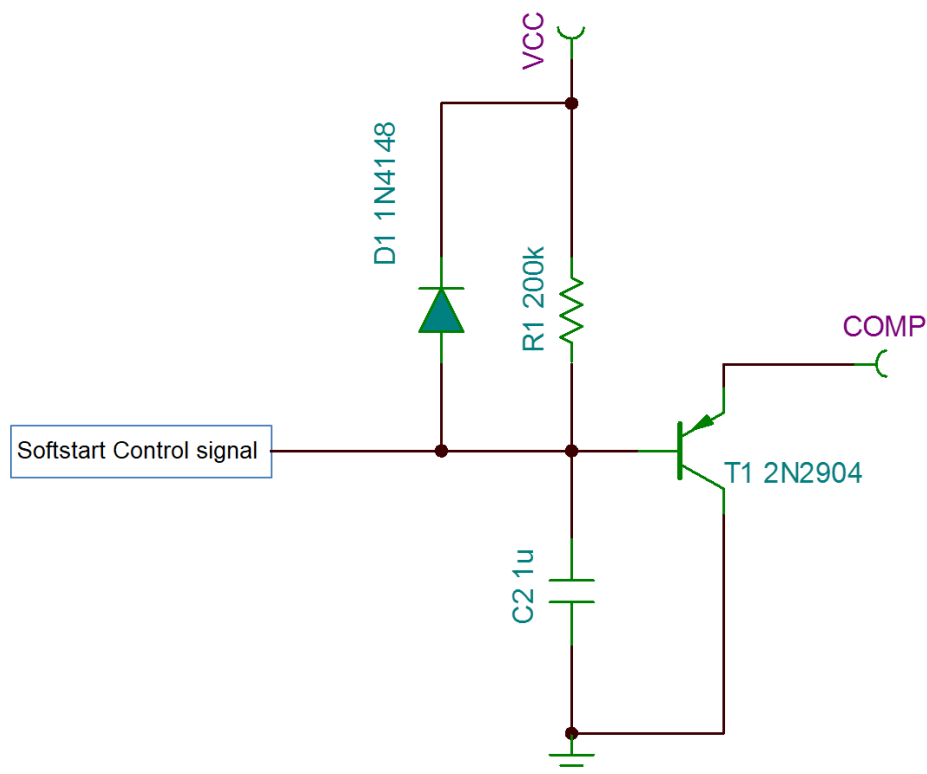 VCC
D1 1N4148
R1 200k
COMP
Softstart Control signal
T1 2N2904
C2 1u